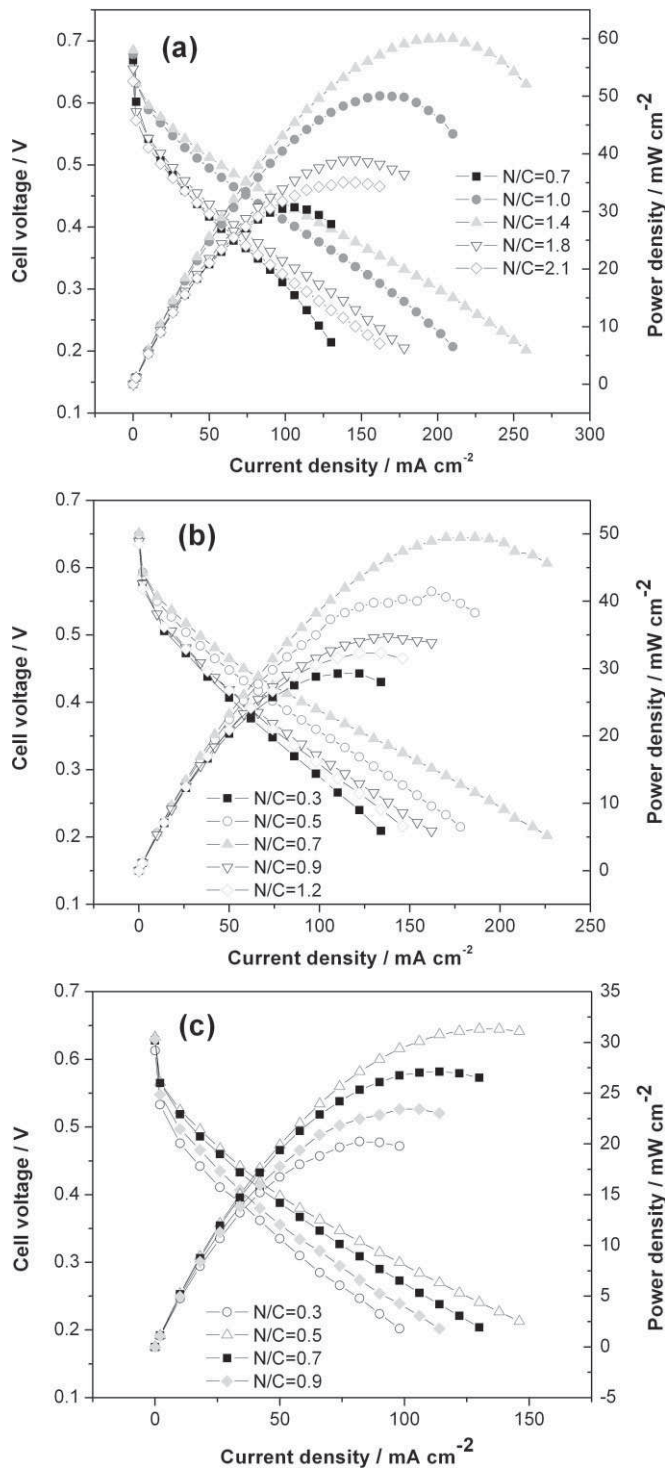 (a)
0.7
0.6
0.5
0.4
0.3
0.2
0.1
Cell voltage / V
60
50
40
30
20
10
0
Power density / mW cm-2
N/C=0.7
N/C=1.0
N/C=1.4
N/C=1.8
N/C=2.1
0 50 100 150 200 250 300
Current density / mA cm-2
(b)
0.7
0.6
0.5
0.4
0.3
0.2
0.1
Cell voltage / V
50
40
30
20
10
0
Power density / mW cm-2
N/C=0.3
N/C=0.5
N/C=0.7
N/C=0.9
N/C=1.2
0 50 100 150 200 250
Current density / mA cm-2
(c)
0.7
0.6
0.5
0.4
0.3
0.2
0.1
Cell voltage / V
35
30
25
20
15
10
5
0
-5
Power density / mW cm-2
N/C=0.3
N/C=0.5
N/C=0.7
N/C=0.9
0 50 100 150
Current density / mA cm-2